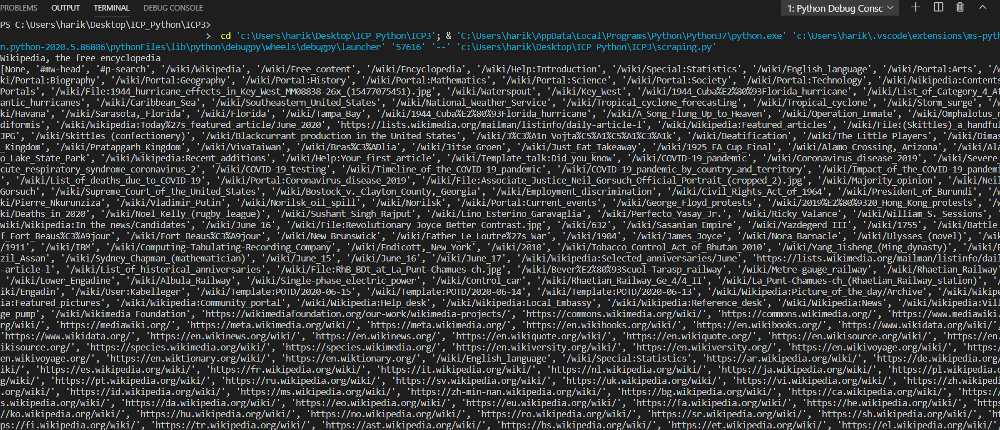 PROBLEMS OUTPUT TERMINAL DEBUG CONSOLE 1: Python Debug Consc
PS C:\Users\harik\Desktop\ICP_Python\ICP3>
> cd 'c:\Users\harik\Desktop\ICP_Python\ICP3'; & 'C:\Users\harik\AppData\Local\Programs\Python\Python37\python.exe' 'c:\Users\harik\.vscode\extensions\ms-pyth
n.python-2020.5.86806\pythonFiles\lib\python\debugpy\wheels\debugpy\launcher' '57616' '--' 'c:\Users\harik\Desktop\ICP_Python\ICP3\scraping.py'
Wikipedia, the free encyclopedia
[None, '#mw-head', '#p-search', '/wiki/Wikipedia', '/wiki/Free_content', '/wiki/Encyclopedia', '/wiki/Help:Introduction', '/wiki/Special:Statistics', '/wiki/English_language', '/wiki/Portal:Arts', '/w
ki/Portal:Biography', '/wiki/Portal:Geography', '/wiki/Portal:History', '/wiki/Portal:Mathematics', '/wiki/Portal:Science', '/wiki/Portal:Society', '/wiki/Portal:Technology', '/wiki/Wikipedia:Contents
Portals', '/wiki/File:1944_hurricane_effects_in_Key_West_MM08838-26x_(15477075451).jpg', '/wiki/Waterspout', '/wiki/Key_West', '/wiki/1944_Cuba%E2%80%93Florida_hurricane', '/wiki/List_of_Category_4_At
antic_hurricanes', '/wiki/Caribbean_Sea', '/wiki/Southeastern_United_States', '/wiki/National_Weather_Service', '/wiki/Tropical_cyclone_forecasting', '/wiki/Tropical_cyclone', '/wiki/Storm_surge', '/w
ki/Havana', '/wiki/Sarasota,_Florida', '/wiki/Florida', '/wiki/Tampa_Bay', '/wiki/1944_Cuba%E2%80%93Florida_hurricane', '/wiki/A_Song_Flung_Up_to_Heaven', '/wiki/Operation_Inmate', '/wiki/Omphalotus_n
diformis', '/wiki/Wikipedia:Today%27s_featured_article/June_2020', 'https://lists.wikimedia.org/mailman/listinfo/daily-article-l', '/wiki/Wikipedia:Featured_articles', '/wiki/File:(Skittles)_a_handful
JPG', '/wiki/Skittles_(confectionery)', '/wiki/Blackcurrant_production_in_the_United_States', '/wiki/J%C3%A1n_Vojta%C5%A1%C5%A1%C3%A1k', '/wiki/Beatification', '/wiki/The_Little_Players', '/wiki/Dimas
_Kingdom', '/wiki/Pratapgarh_Kingdom', '/wiki/VivaTaiwan', '/wiki/Bras%C3%ADlia', '/wiki/Jitse_Groen', '/wiki/Just_Eat_Takeaway', '/wiki/1925_FA_Cup_Final', '/wiki/Alamo_Crossing,_Arizona', '/wiki/Ala
o_Lake_State_Park', '/wiki/Wikipedia:Recent_additions', '/wiki/Help:Your_first_article', '/wiki/Template_talk:Did_you_know', '/wiki/COVID-19_pandemic', '/wiki/Coronavirus_disease_2019', '/wiki/Severe_
cute_respiratory_syndrome_coronavirus_2', '/wiki/COVID-19_testing', '/wiki/Timeline_of_the_COVID-19_pandemic', '/wiki/COVID-19_pandemic_by_country_and_territory', '/wiki/Impact_of_the_COVID-19_pandemi
', '/wiki/List_of_deaths_due_to_COVID-19', '/wiki/Portal:Coronavirus_disease_2019', '/wiki/File:Associate_Justice_Neil_Gorsuch_Official_Portrait_(cropped_2).jpg', '/wiki/Majority_opinion', '/wiki/Neil
Gorsuch', '/wiki/Supreme_Court_of_the_United_States', '/wiki/Bostock_v._Clayton_County,_Georgia', '/wiki/Employment_discrimination', '/wiki/Civil_Rights_Act_of_1964', '/wiki/President_of_Burundi', '/w
ki/Pierre_Nkurunziza', '/wiki/Vladimir_Putin', '/wiki/Norilsk_oil_spill', '/wiki/Norilsk', '/wiki/Portal:Current_events', '/wiki/George_Floyd_protests', '/wiki/2019%E2%80%9320_Hong_Kong_protests', '/w
ki/Deaths_in_2020', '/wiki/Noel_Kelly_(rugby_league)', '/wiki/Sushant_Singh_Rajput', '/wiki/Lino_Esterino_Garavaglia', '/wiki/Perfecto_Yasay_Jr.', '/wiki/Ricky_Valance', '/wiki/William_S._Sessions', '
wiki/Wikipedia:In_the_news/Candidates', '/wiki/June_16', '/wiki/File:Revolutionary_Joyce_Better_Contrast.jpg', '/wiki/632', '/wiki/Sasanian_Empire', '/wiki/Yazdegerd_III', '/wiki/1755', '/wiki/Battle_
f_Fort_Beaus%C3%A9jour', '/wiki/Fort_Beaus%C3%A9jour', '/wiki/New_Brunswick', '/wiki/Father_Le_Loutre%27s_War', '/wiki/1904', '/wiki/James_Joyce', '/wiki/Nora_Barnacle', '/wiki/Ulysses_(novel)', '/wik
/1911', '/wiki/IBM', '/wiki/Computing-Tabulating-Recording_Company', '/wiki/Endicott,_New_York', '/wiki/2010', '/wiki/Tobacco_Control_Act_of_Bhutan_2010', '/wiki/Yang_Jisheng_(Ming_dynasty)', '/wiki/E
zil_Assan', '/wiki/Sydney_Chapman_(mathematician)', '/wiki/June_15', '/wiki/June_16', '/wiki/June_17', '/wiki/Wikipedia:Selected_anniversaries/June', 'https://lists.wikimedia.org/mailman/listinfo/dail
-article-l', '/wiki/List_of_historical_anniversaries', '/wiki/File:RhB_BDt_at_La_Punt-Chamues-ch.jpg', '/wiki/Bever%E2%80%93Scuol-Tarasp_railway', '/wiki/Metre-gauge_railway', '/wiki/Rhaetian_Railway'
'/wiki/Lower_Engadine', '/wiki/Albula_Railway', '/wiki/Single-phase_electric_power', '/wiki/Control_car', '/wiki/Rhaetian_Railway_Ge_4/4_II', '/wiki/La_Punt-Chamues-ch_(Rhaetian_Railway_station)', '/
iki/Engadin', '/wiki/User:Kabelleger', '/wiki/Template:POTD/2020-06-15', '/wiki/Template:POTD/2020-06-14', '/wiki/Template:POTD/2020-06-13', '/wiki/Wikipedia:Picture_of_the_day/Archive', '/wiki/Wikipe
ia:Featured_pictures', '/wiki/Wikipedia:Community_portal', '/wiki/Wikipedia:Help_desk', '/wiki/Wikipedia:Local_Embassy', '/wiki/Wikipedia:Reference_desk', '/wiki/Wikipedia:News', '/wiki/Wikipedia:Vill
ge_pump', '/wiki/Wikimedia_Foundation', 'https://wikimediafoundation.org/our-work/wikimedia-projects/', 'https://commons.wikimedia.org/wiki/', 'https://commons.wikimedia.org/', 'https://www.mediawiki.
rg/wiki/', 'https://mediawiki.org/', 'https://meta.wikimedia.org/wiki/', 'https://meta.wikimedia.org/', 'https://en.wikibooks.org/wiki/', 'https://en.wikibooks.org/', 'https://www.wikidata.org/wiki/',
'https://www.wikidata.org/', 'https://en.wikinews.org/wiki/', 'https://en.wikinews.org/', 'https://en.wikiquote.org/wiki/', 'https://en.wikiquote.org/', 'https://en.wikisource.org/wiki/', 'https://en.
ikisource.org/', 'https://species.wikimedia.org/wiki/', 'https://species.wikimedia.org/', 'https://en.wikiversity.org/wiki/', 'https://en.wikiversity.org/', 'https://en.wikivoyage.org/wiki/', 'https:/
en.wikivoyage.org/', 'https://en.wiktionary.org/wiki/', 'https://en.wiktionary.org/', '/wiki/English_language', '/wiki/Special:Statistics', 'https://ar.wikipedia.org/wiki/', 'https://de.wikipedia.org/
iki/', 'https://es.wikipedia.org/wiki/', 'https://fr.wikipedia.org/wiki/', 'https://it.wikipedia.org/wiki/', 'https://nl.wikipedia.org/wiki/', 'https://ja.wikipedia.org/wiki/', 'https://pl.wikipedia.o
g/wiki/', 'https://pt.wikipedia.org/wiki/', 'https://ru.wikipedia.org/wiki/', 'https://sv.wikipedia.org/wiki/', 'https://uk.wikipedia.org/wiki/', 'https://vi.wikipedia.org/wiki/', 'https://zh.wikipedi
.org/wiki/', 'https://id.wikipedia.org/wiki/', 'https://ms.wikipedia.org/wiki/', 'https://zh-min-nan.wikipedia.org/wiki/', 'https://bg.wikipedia.org/wiki/', 'https://ca.wikipedia.org/wiki/', 'https://
s.wikipedia.org/wiki/', 'https://da.wikipedia.org/wiki/', 'https://eo.wikipedia.org/wiki/', 'https://eu.wikipedia.org/wiki/', 'https://fa.wikipedia.org/wiki/', 'https://he.wikipedia.org/wiki/', 'https
//ko.wikipedia.org/wiki/', 'https://hu.wikipedia.org/wiki/', 'https://no.wikipedia.org/wiki/', 'https://ro.wikipedia.org/wiki/', 'https://sr.wikipedia.org/wiki/', 'https://sh.wikipedia.org/wiki/', 'ht
ps://fi.wikipedia.org/wiki/', 'https://tr.wikipedia.org/wiki/', 'https://ast.wikipedia.org/wiki/', 'https://bs.wikipedia.org/wiki/', 'https://et.wikipedia.org/wiki/', 'https://el.wikipedia.org/wiki/',